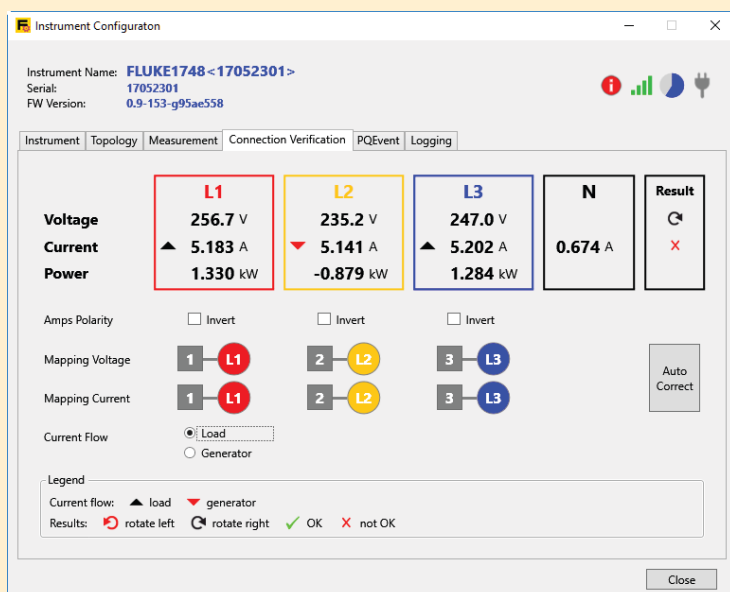 Instrument Configuraton
Instrument Name: FLUKE1748<17052301>
Serial: 17052301
FW Version: 0.9-153-g95ae558
Instrument Topology Measurement Connection Verification PQEvent Logging
L1 L2 L3 N Result
Voltage 256.7 V 235.2 V 247.0 V
Current 5.183 A 5.141 A 5.202 A 0.674 A
Power 1.330 kW -0.879 kW 1.284 kW
Amps Polarity Invert Invert Invert
Mapping Voltage 1 L1 2 L2 3 L3
Mapping Current 1 L1 2 L2 3 L3
Auto
Correct
Current Flow Load
Generator
Legend
Current flow: load generator
Results: rotate left rotate right OK not OK
Close